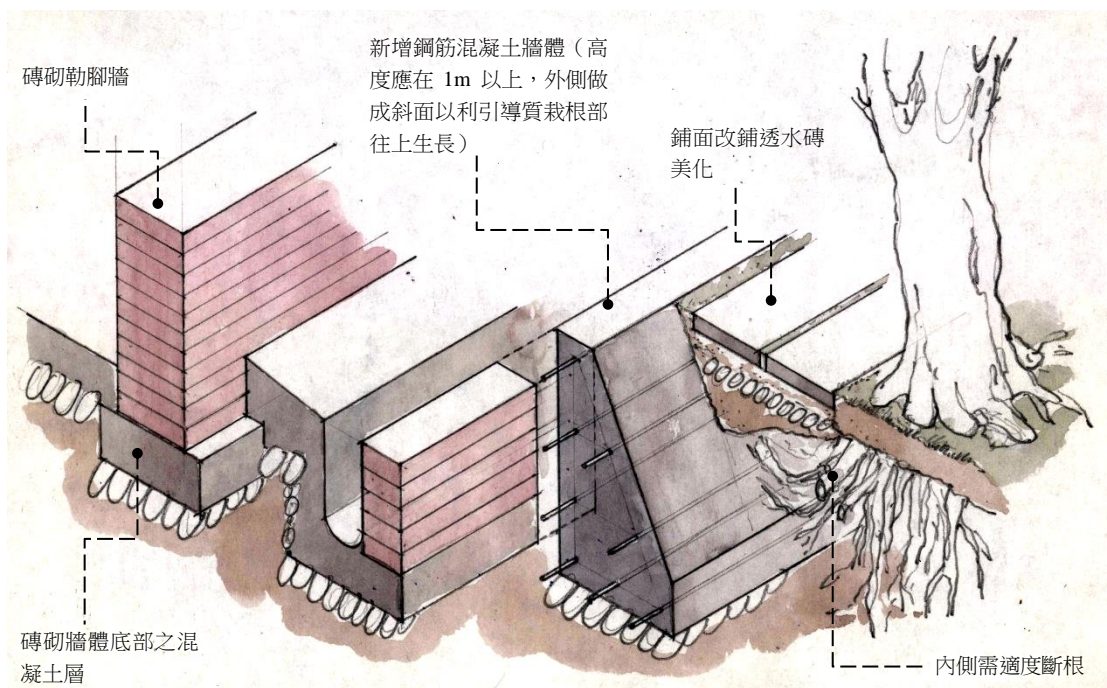 磚砌勒腳牆
新增鋼筋混凝土牆體（高
度應在 1m 以上，外側做
成斜面以利引導質栽根部
往上生長）
鋪面改鋪透水磚
美化
磚砌牆體底部之混
凝土層
內側需適度斷根